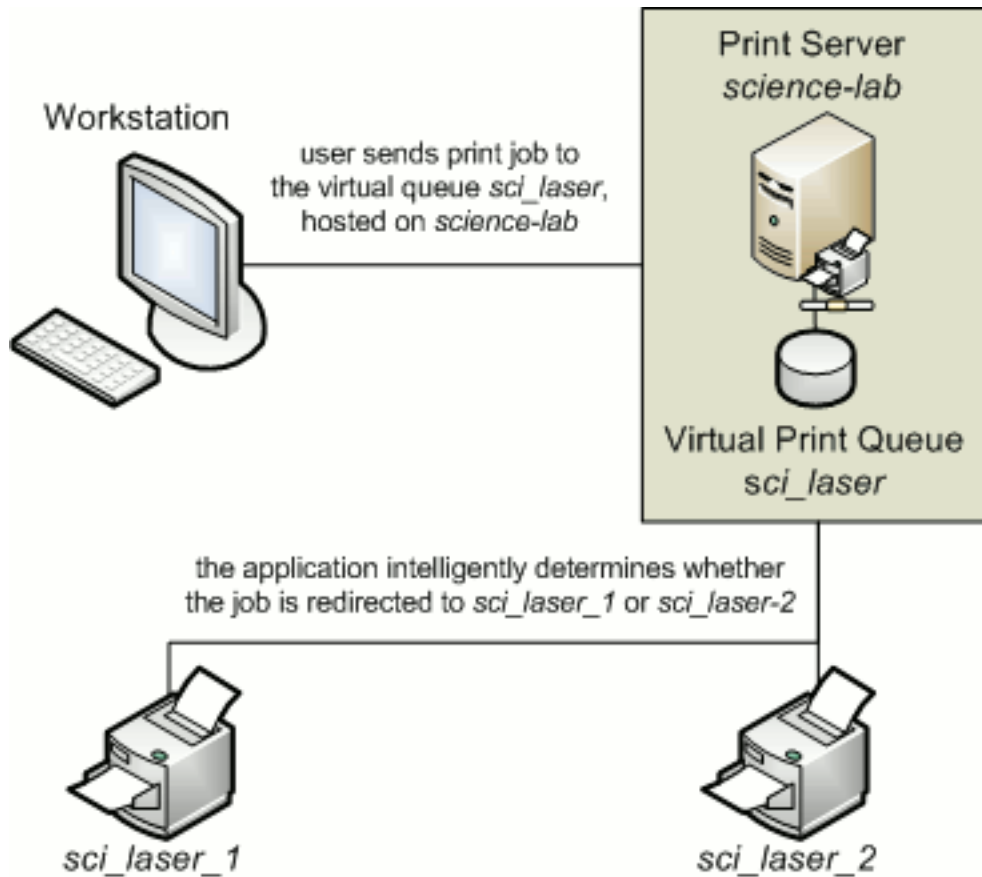 Print Server
science-lab
Workstation
user sends print job to
the virtual queue sci_laser,
hosted on science-lab
Virtual Print Queue
sci_laser
the application intelligently determines whether
the job is redirected to sci_laser_1 or sci_laser-2
sci_laser_1
sci_laser_2